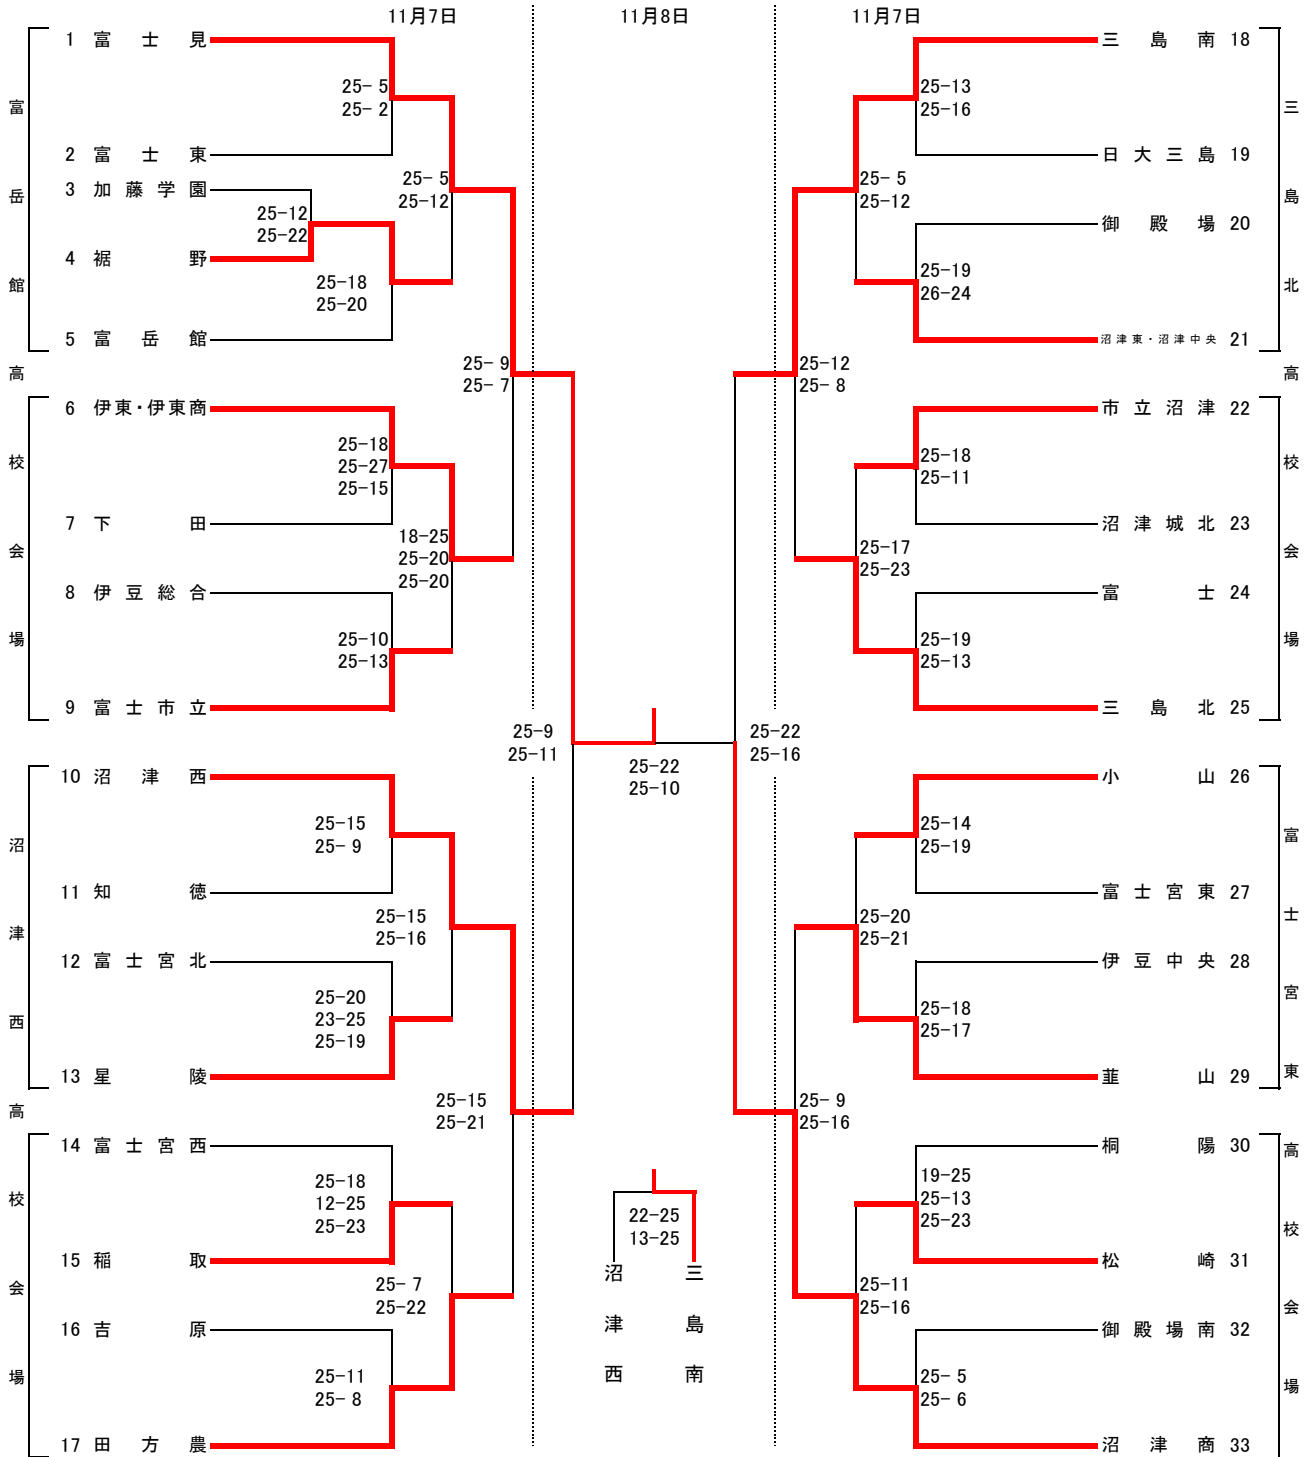 11月7日
11月8日
11月7日
富岳館高校会場
沼津西高校会場
1 富士見
2 富士東
3 加藤学園
4 裾野
5 富岳館
6 伊東・伊東商
7 下田
8 伊豆総合
9 富士市立
10 沼津西
11 知徳
12 富士宮北
13 星陵
14 富士宮西
15 稲取
16 吉原
17 田方農
25- 5
25- 2
25-12
25-22
25-18
25-20
25- 5
25-12
25-18
25-27
25-15
25-10
25-13
18-25
25-20
25-20
25- 9
25- 7
25-15
25- 9
25-20
23-25
25-19
25-15
25-16
25-18
12-25
25-23
25-11
25- 8
25- 7
25-22
25-15
25-21
25-9
25-11
25-22
25-10
25-22
25-16
22-25
13-25
沼津西
三島南
25-13
25-16
25-19
26-24
25- 5
25-12
25-18
25-11
25-19
25-13
25-17
25-23
25-12
25- 8
25-14
25-19
25-18
25-17
25-20
25-21
19-25
25-13
25-23
25- 5
25- 6
25-11
25-16
25- 9
25-16
三島南 18
日大三島 19
御殿場 20
沼津東・沼津中央 21
市立沼津 22
沼津城北 23
富士 24
三島北 25
小山 26
富士宮東 27
伊豆中央 28
韮山 29
桐陽 30
松崎 31
御殿場南 32
沼津商 33
三島北高校会場
富士宮東高校会場